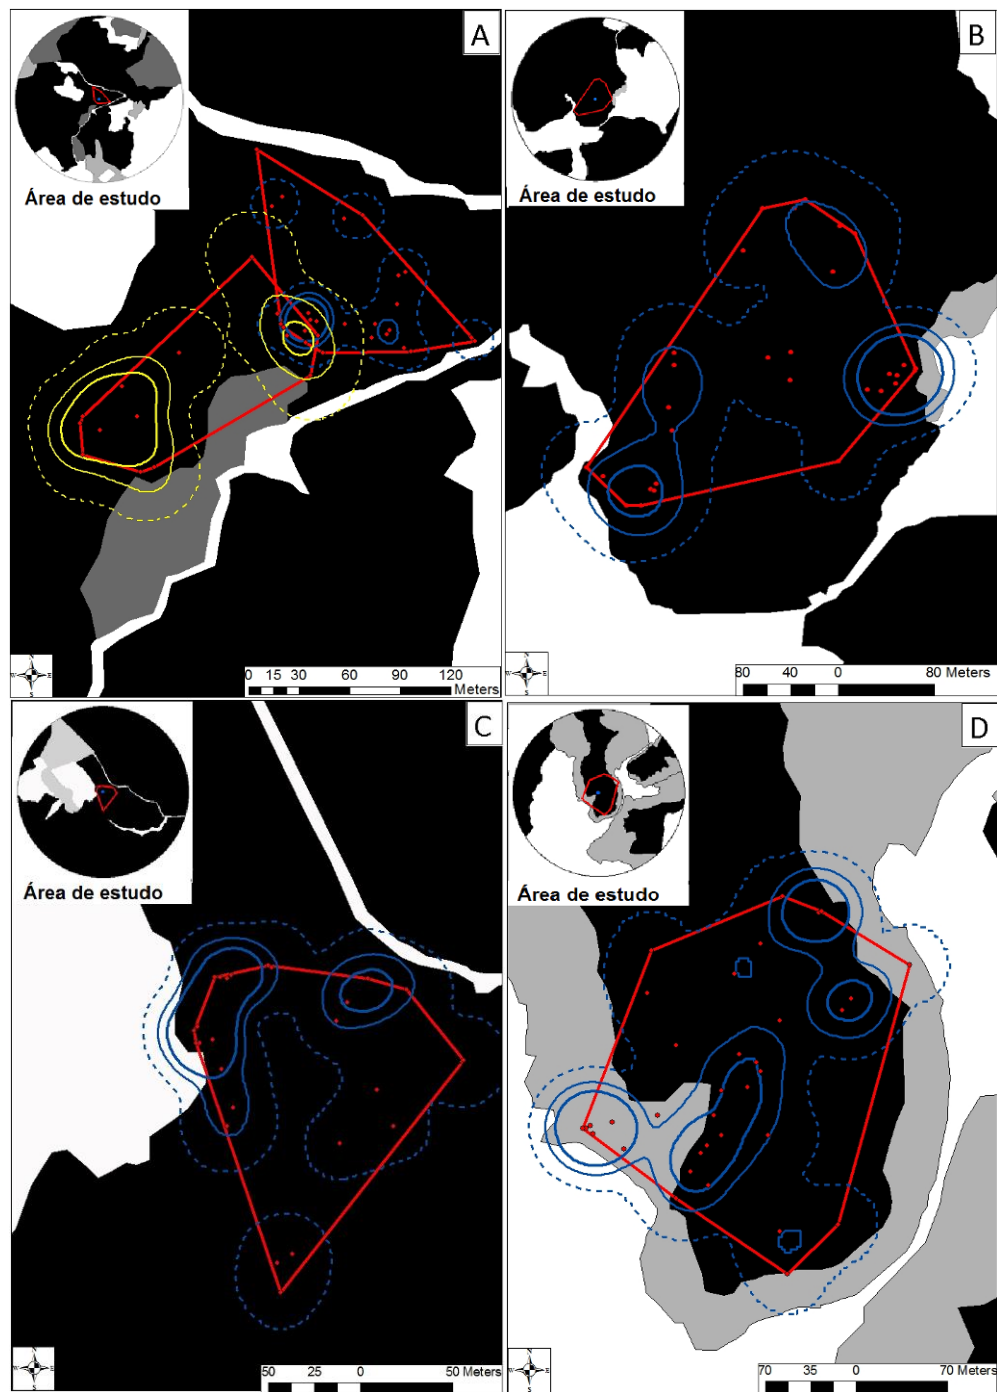 A
Área de estudo
N
W E
S
0 15 30 60 90 120
Meters
B
Área de estudo
N
W E
S
80 40 0 80 Meters
C
Área de estudo
N
W E
S
50 25 0 50 Meters
D
Área de estudo
N
W E
S
70 35 0 70 Meters